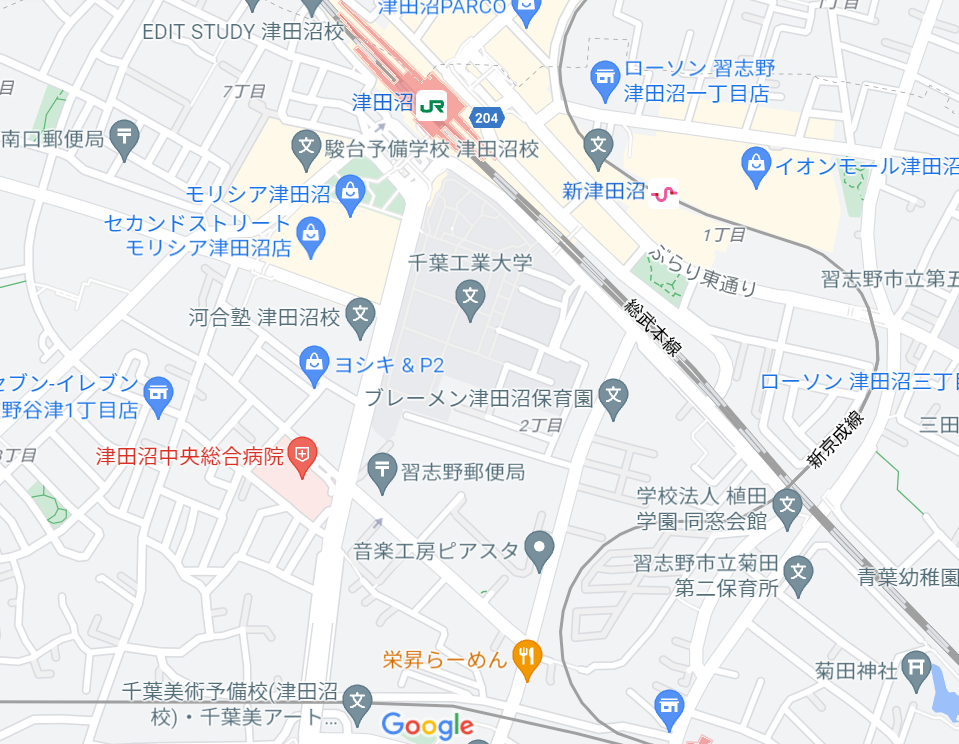 津田沼PARCO
1丁目
EDIT STUDY 津田沼校
ローソン 習志野
津田沼一丁目店
目
7丁目
津田沼
JR
204
南口郵便局
駿台予備学校 津田沼校
イオンモール津田沼
モリシア津田沼
新津田沼
セカンドストリート
モリシア津田沼店
1丁目
ぶらり東通り
千葉工業大学
習志野市立第五
河合塾 津田沼校
総武本線
ヨシキ & P2
セブン-イレブン
野谷津1丁目店
ローソン 津田沼三丁目
ブレーメン津田沼保育園
2丁目
三田
新京成線
3丁目
津田沼中央総合病院
習志野郵便局
学校法人 植田
学園 同窓会館
音楽工房ピアスタ
習志野市立菊田
第二保育所
青葉幼稚園
栄昇らーめん
菊田神社
千葉美術予備校(津田沼
校)・千葉美アート...
Google